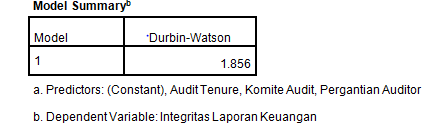 Model Summaryb
Model Durbin-Watson
1 1.856
a. Predictors: (Constant), Audit Tenure, Komite Audit, Pergantian Auditor
b. Dependent Variable: Integritas Laporan Keuangan